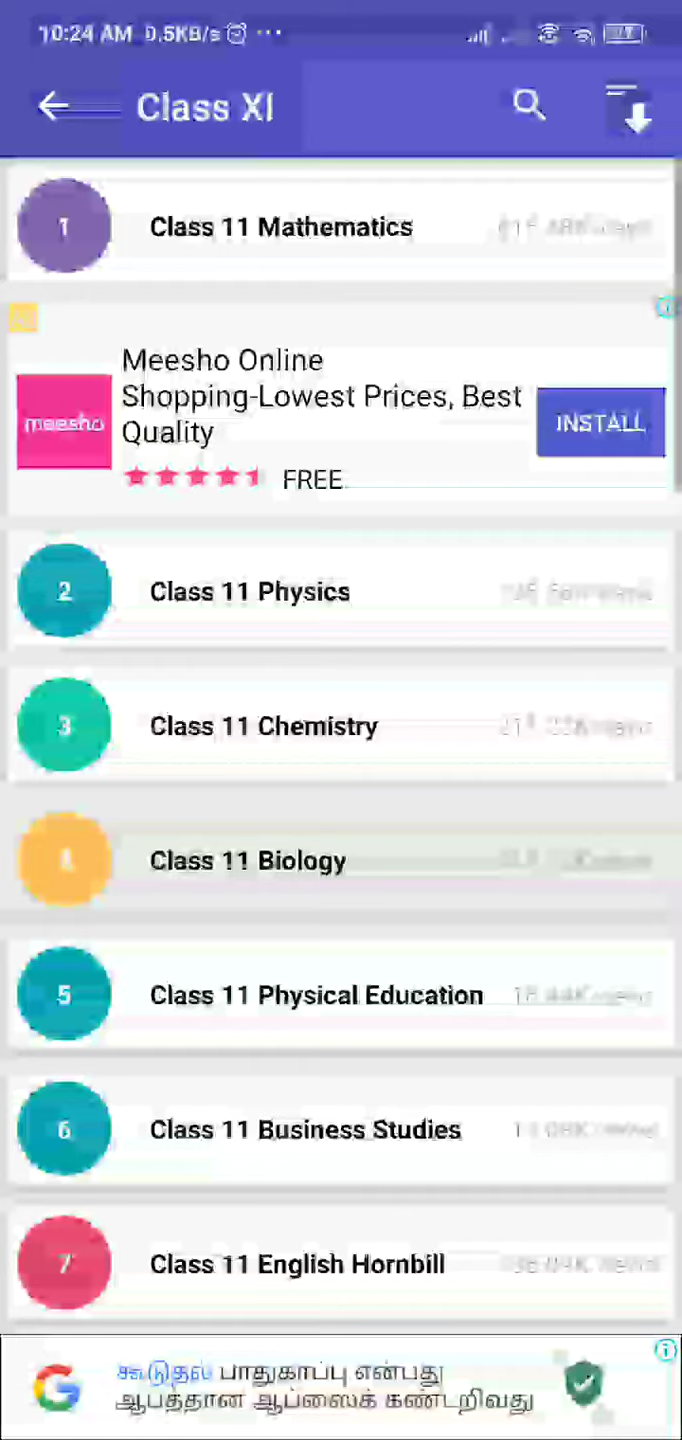 10:24 AM 0.5KB/s
Class XI
1
Class 11 Mathematics
Meesho Online
Shopping-Lowest Prices, Best
Quality
meesho
INSTALL
FREE
2
Class 11 Physics
3
Class 11 Chemistry
Class 11 Biology
5
Class 11 Physical Education
6
Class 11 Business Studies
7
Class 11 English Hornbill
கூடுதல் பாதுகாப்பு என்பது
ஆபத்தான ஆப்ஸைக் கண்டறிவது